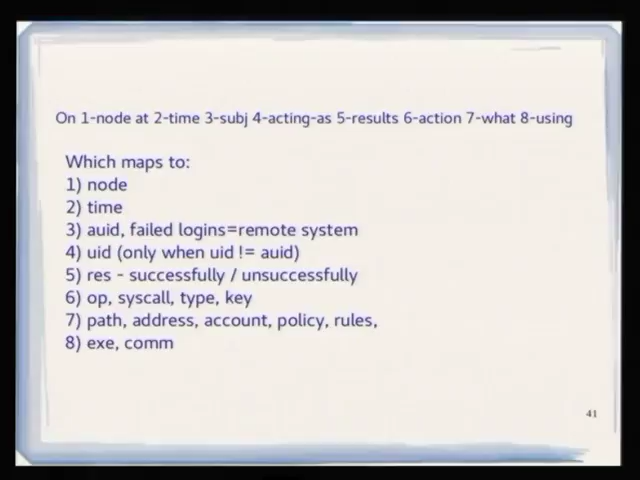 On 1-node at 2-time 3-subj 4-acting-as 5-results 6-action 7-what 8-using
Which maps to:
1) node
2) time
3) auid, failed logins=remote system
4) uid (only when uid != auid)
5) res - successfully / unsuccessfully
6) op, syscall, type, key
7) path, address, account, policy, rules,
8) exe, comm
41